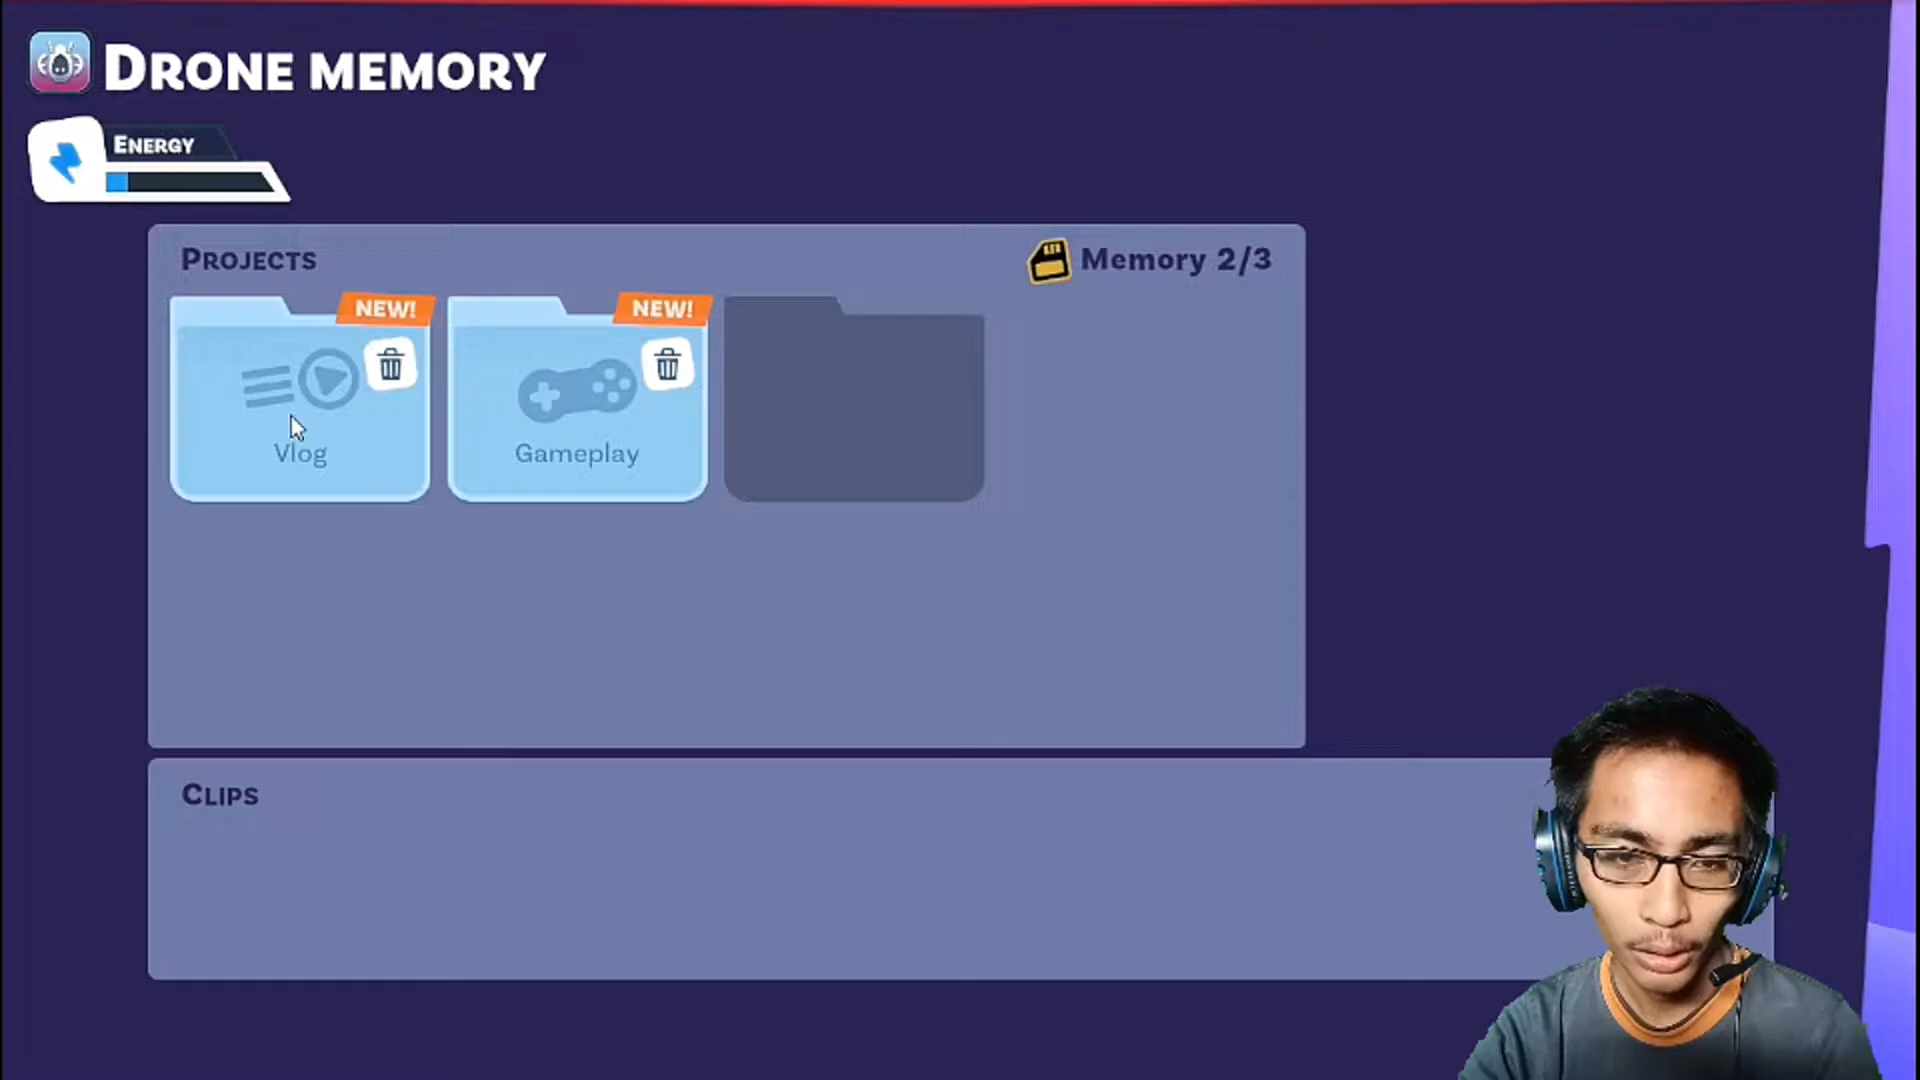 DRONE MEMORY
ENERGY
PROJECTS
Memory 2/3
NEW!
NEW!
Vlog
Gameplay
CLIPS